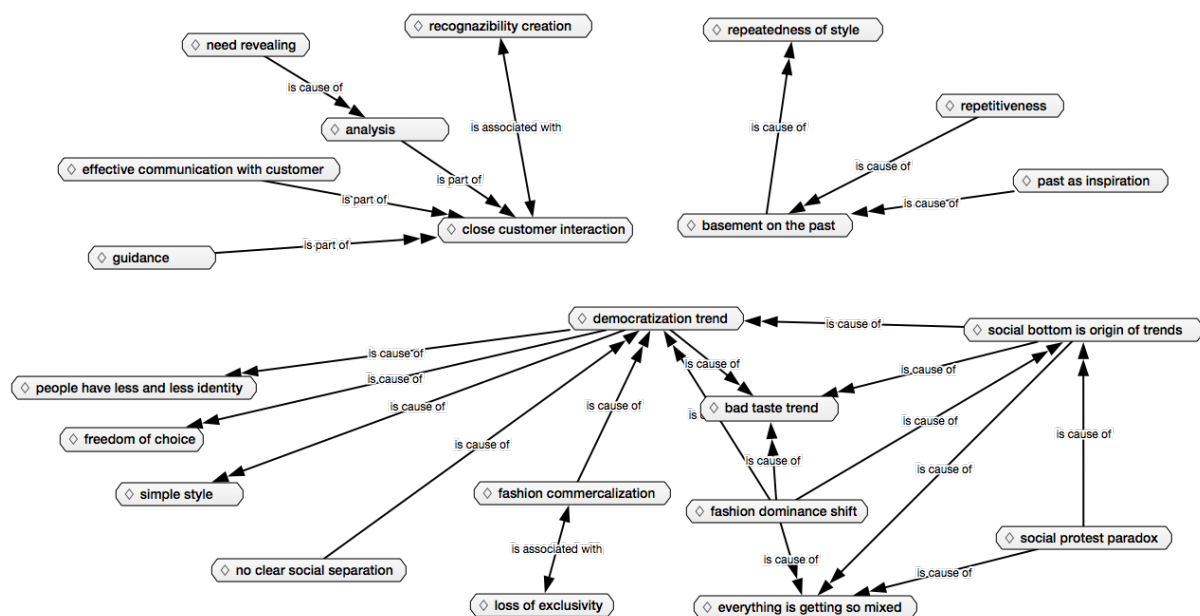 recognazibility creation
repeatedness of style
need revealing
is cause of
repetitiveness
analysis
is associated with
is cause of
effective communication with customer
is part of
is cause of
past as inspiration
is part of
is cause of
close customer interaction
basement on the past
guidance
is part of
democratization trend
is cause of
social bottom is origin of trends
is cause of
is cause of
is cause of
is cause of
people have less and less identity
is cause of
is cause of
bad taste trend
is
is cause of
freedom of choice
is cause of
is cause of
is cause of
is cause of
simple style
fashion commercalization
fashion dominance shift
is associated with
is cause of
social protest paradox
no clear social separation
is cause of
loss of exclusivity
everything is getting so mixed